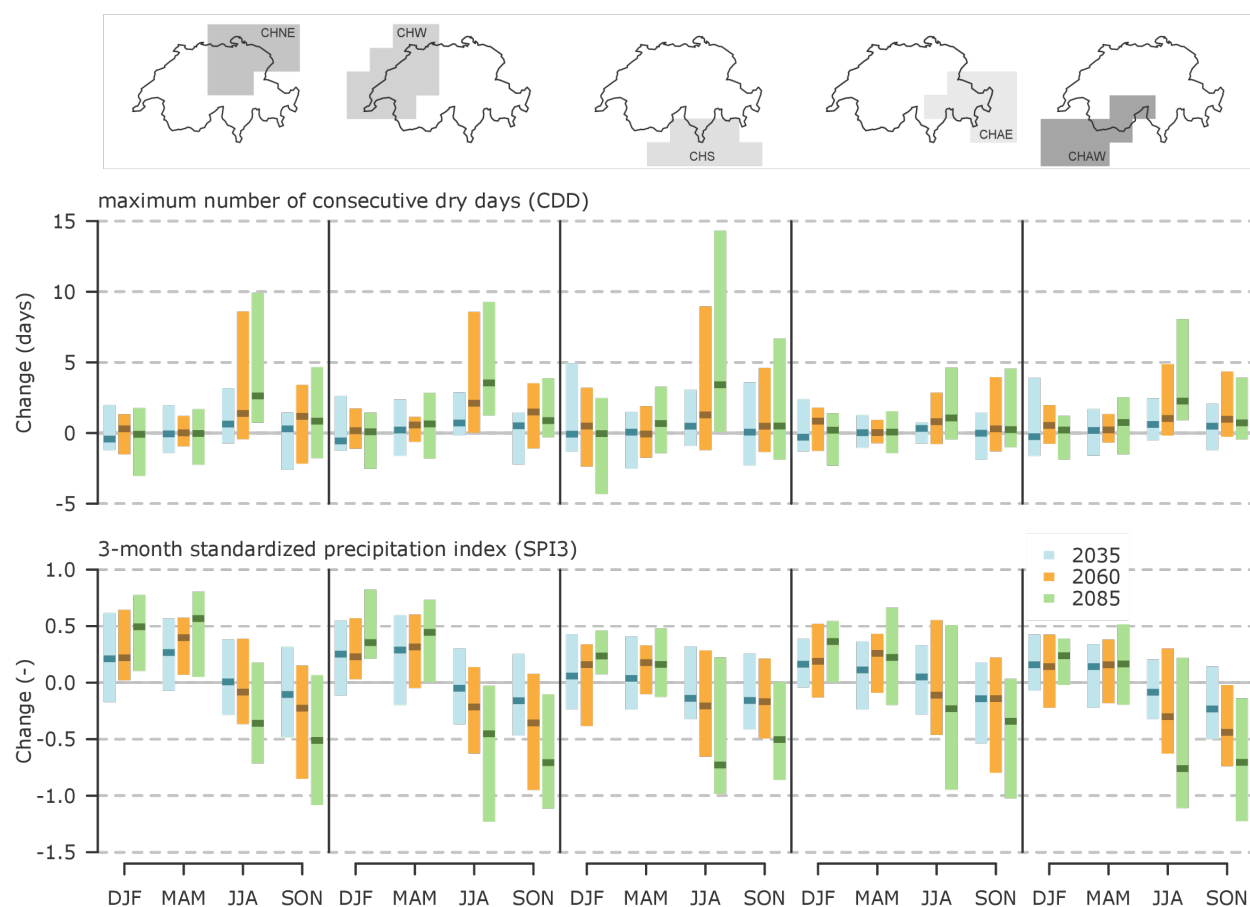 CHNE
CHW
CHS
CHAE
CHAW
maximum number of consecutive dry days (CDD)
Change (days)
15
10
5
0
-5
3-month standardized precipitation index (SPI3)
2035
2060
2085
Change (-)
1.0
0.5
0.0
-0.5
-1.0
-1.5
DJF MAM JJA SON DJF MAM JJA SON DJF MAM JJA SON DJF MAM JJA SON DJF MAM JJA SON